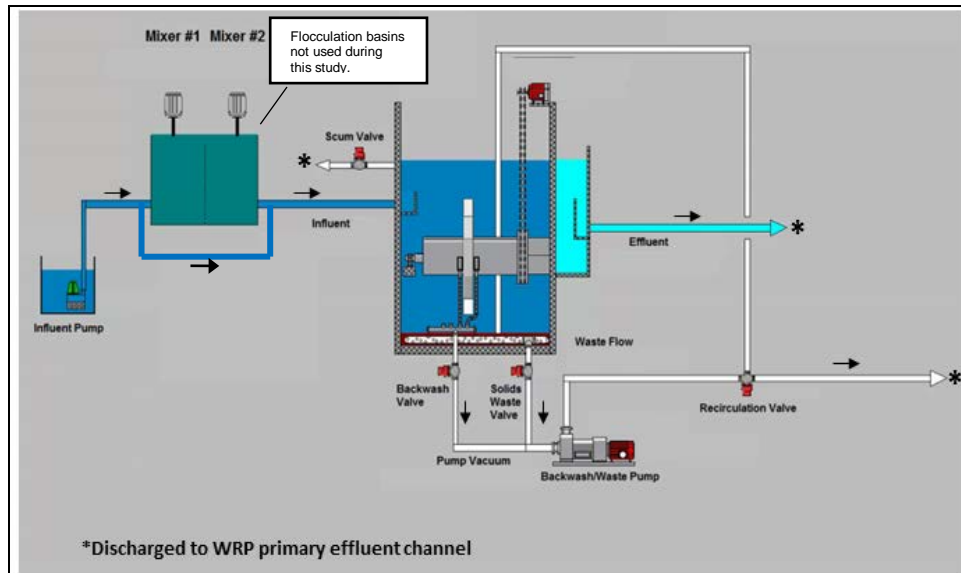 Mixer #1 Mixer #2
Flocculation basins
not used during
this study.
Scum Valve
*
Influent
Effluent
*
Influent Pump
Waste Flow
Backwash
Valve
Solids
Waste
Valve
*
Recirculation Valve
Pump Vacuum
Backwash/Waste Pump
*Discharged to WRP primary effluent channel